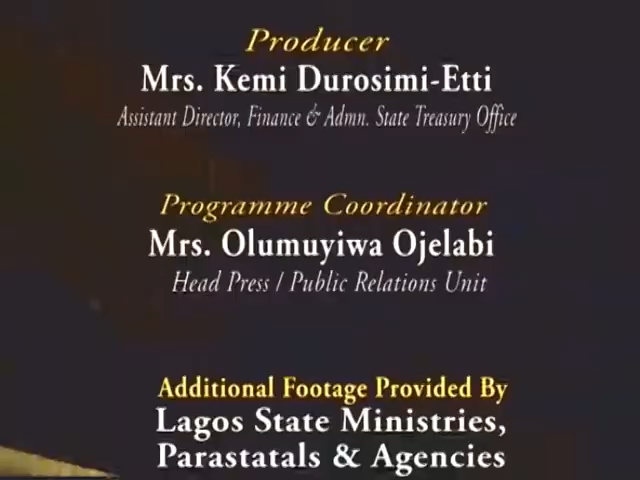 Producer
Mrs. Kemi Durosimi-Etti
Assistant Director, Finance & Admn. State Treasury Office
Programme Coordinator
Mrs. Olumuyiwa Ojelabi
Head Press / Public Relations Unit
Additional Footage Provided By
Lagos State Ministries,
Parastatals & Agencies